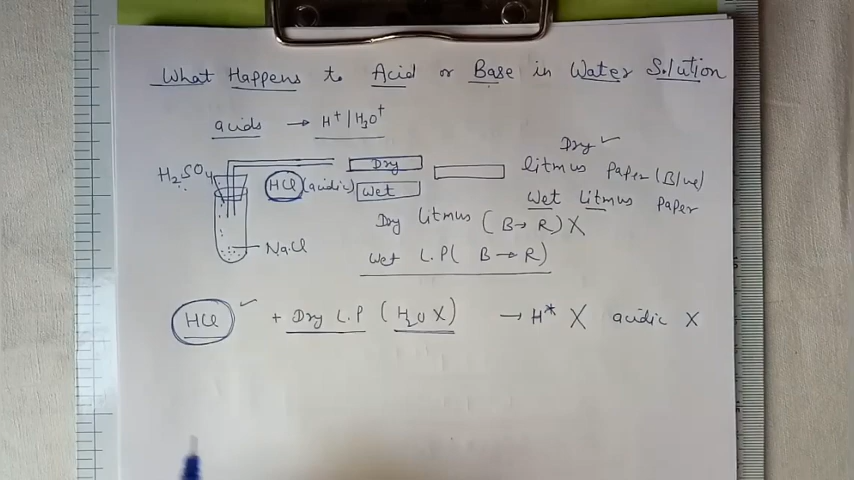 What Happens to Acid or Base in Water Solution
acids → H+ / H3O+
H2SO4
HCl (acidic)
Dry
Wet
NaCl
Dry ✓
litmus paper (Blue)
Wet Litmus paper
Dry litmus (B → R) X
Wet L.P ( B → R)
HCl ✓ + Dry L.P ( H2O X ) → H* X acidic X